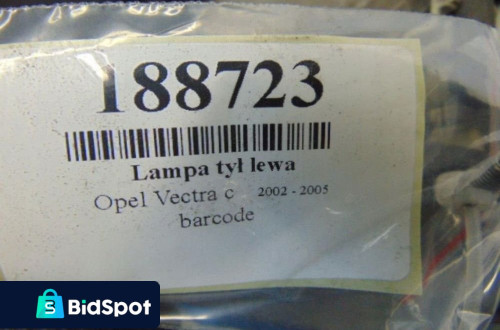 188723
Lampa tył lewa
Opel Vectra c 2002 - 2005
barcode
BidSpot